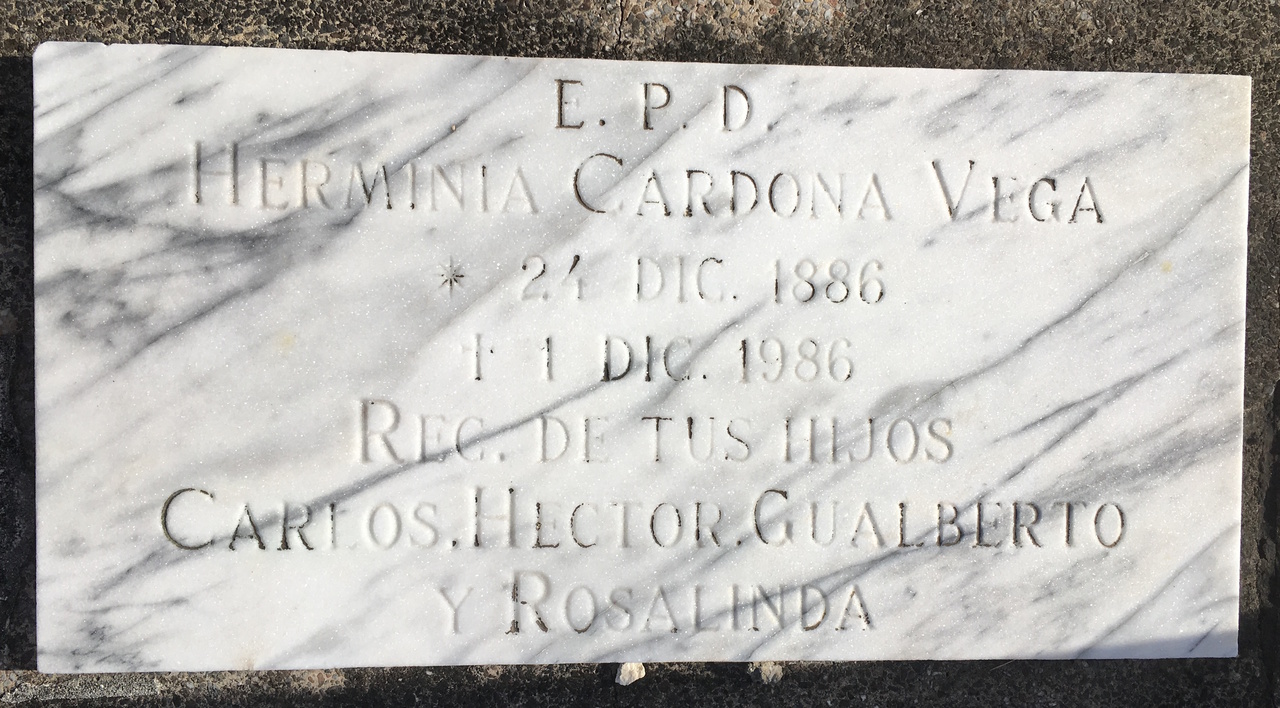 E. P. D.
HERMINIA CARDONA VEGA
* 24 DIC. 1886
† 1 DIC. 1986
REC. DE TUS HIJOS
CARLOS, HECTOR, GUALBERTO
Y ROSALINDA